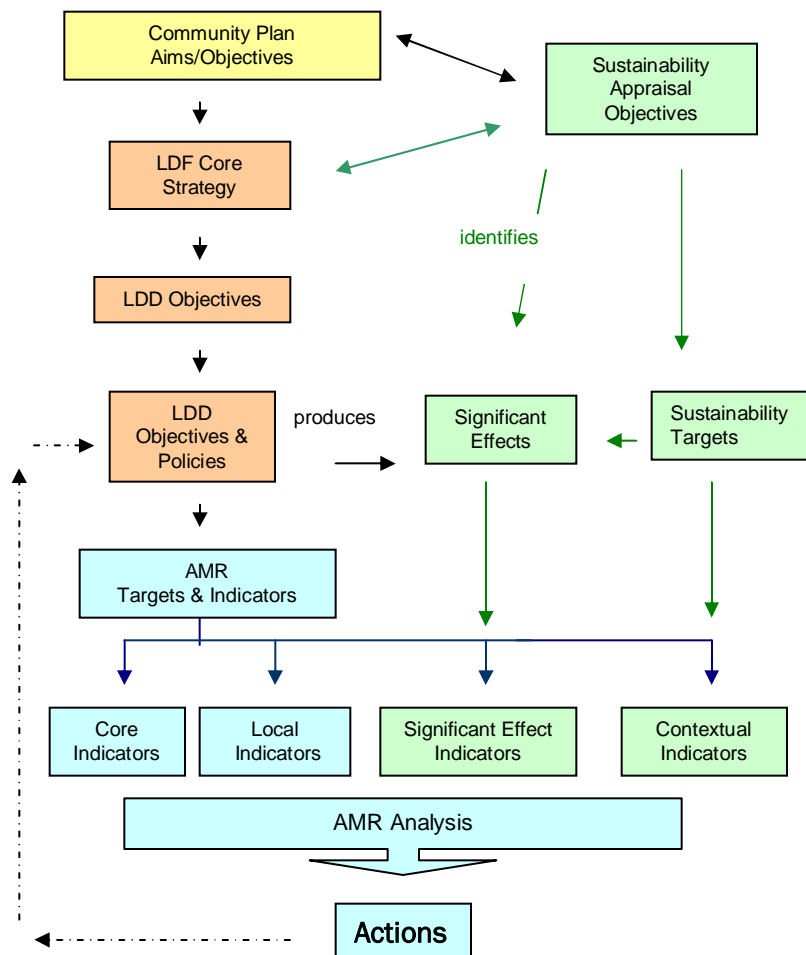 Community Plan
Aims/Objectives
Sustainability
Appraisal
Objectives
LDF Core
Strategy
identifies
LDD Objectives
LDD
Objectives &
Policies
produces
Significant
Effects
Sustainability
Targets
AMR
Targets & Indicators
Core
Indicators
Local
Indicators
Significant Effect
Indicators
Contextual
Indicators
AMR Analysis
Actions